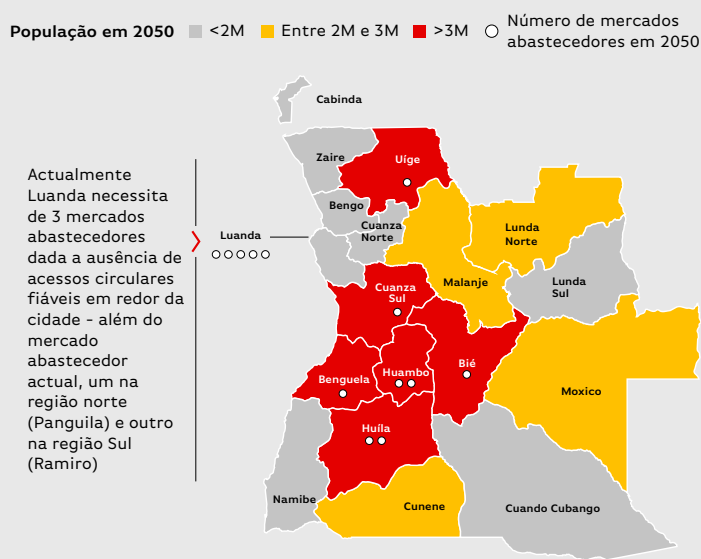 População em 2050
<2M
Entre 2M e 3M
>3M
Número de mercados
abastecedores em 2050
Cabinda
Zaire
Uíge
Bengo
Cuanza
Norte
Luanda
Lunda
Norte
Malanje
Lunda
Sul
Cuanza
Sul
Bié
Huambo
Benguela
Moxico
Huíla
Namibe
Cunene
Cuando Cubango
Actualmente
Luanda necessita
de 3 mercados
abastecedores
dada a ausência de
acessos circulares
fiáveis em redor da
cidade - além do
mercado
abastecedor
actual, um na
região norte
(Panguila) e outro
na região Sul
(Ramiro)